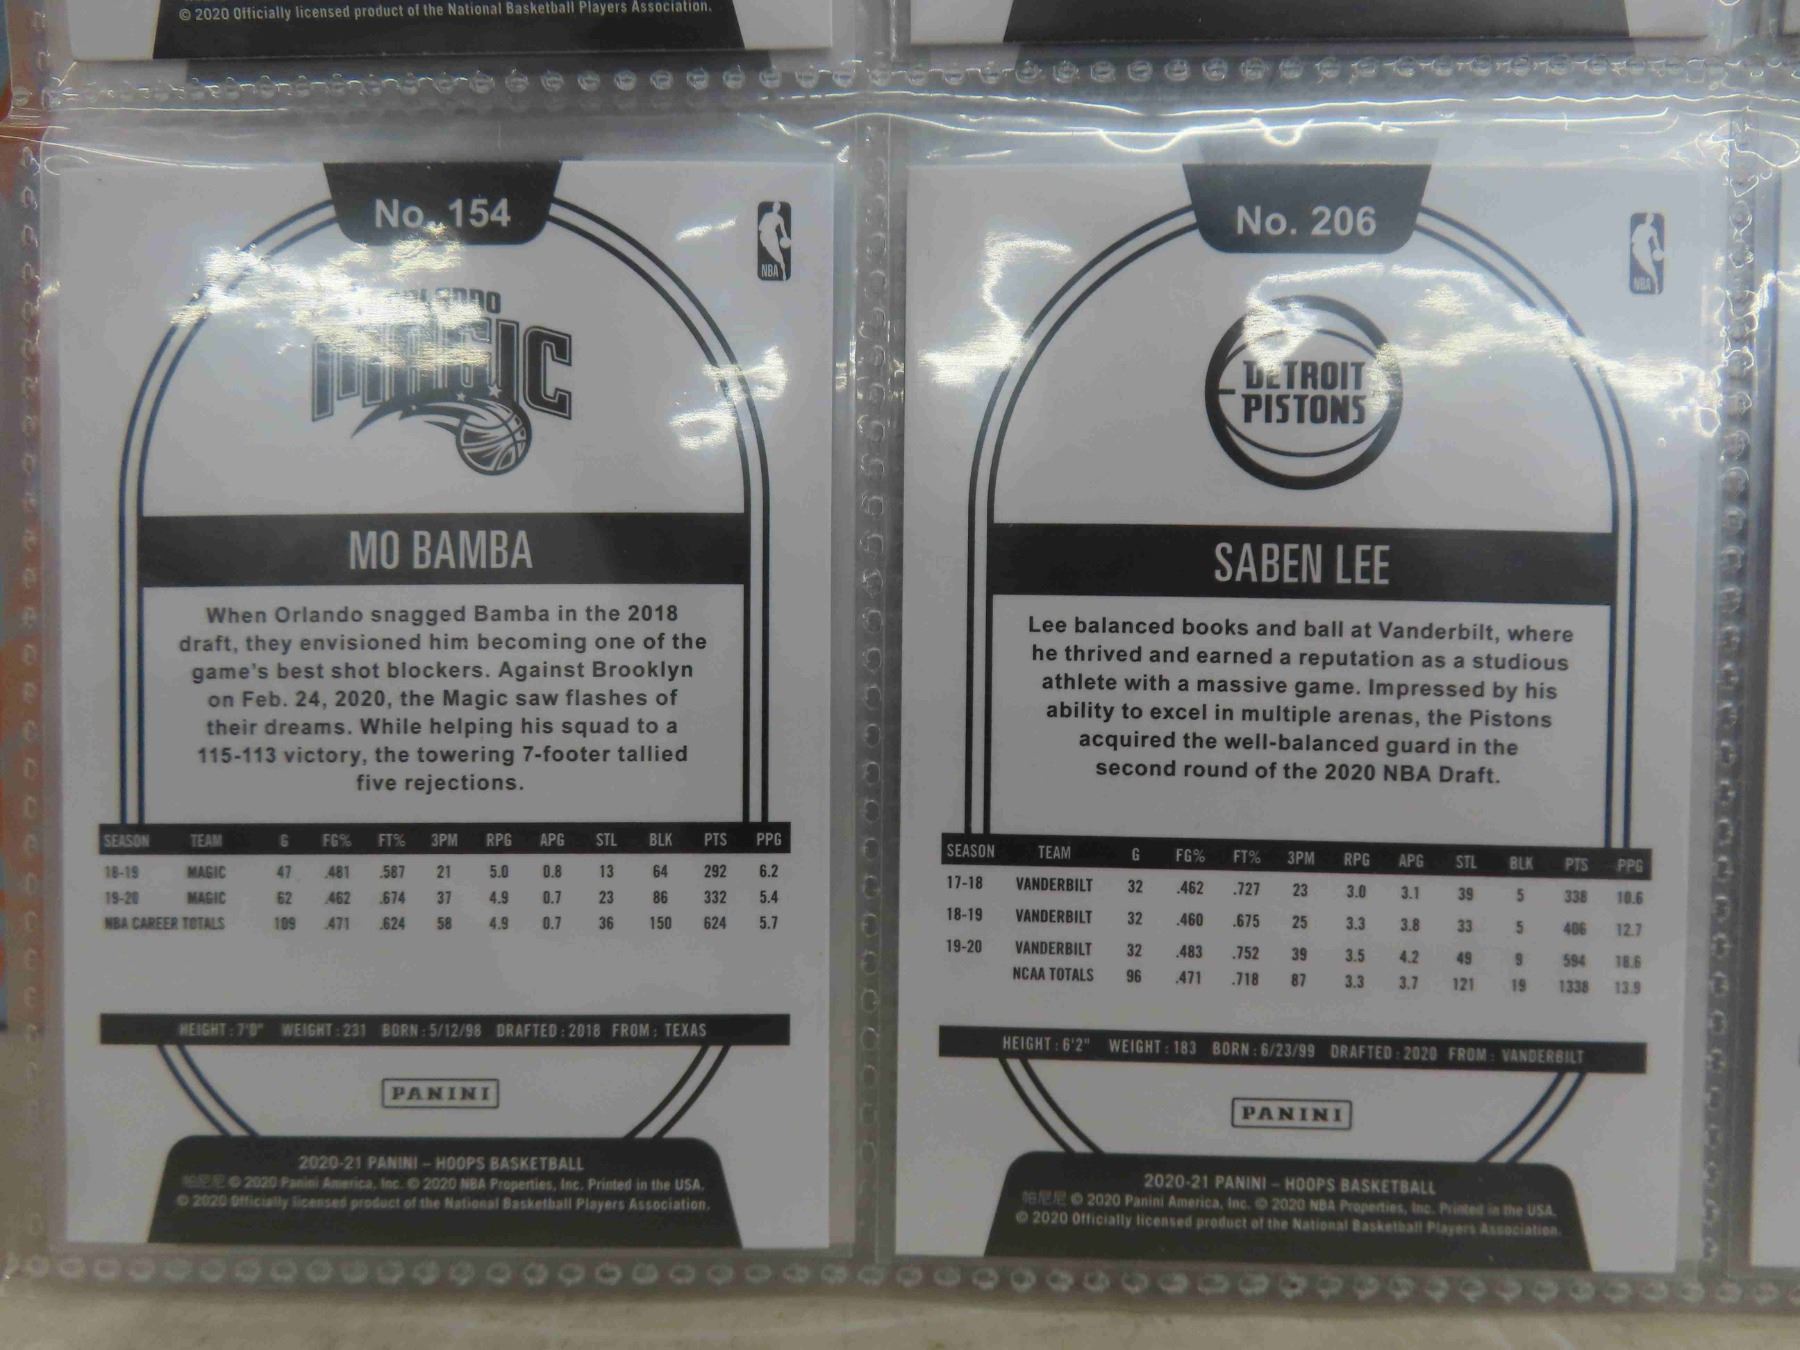 © 2020 Officially licensed product of the National Basketball Players Association.
No. 154
NBA
ORLANDO
MAGIC
MO BAMBA
When Orlando snagged Bamba in the 2018
draft, they envisioned him becoming one of the
game's best shot blockers. Against Brooklyn
on Feb. 24, 2020, the Magic saw flashes of
their dreams. While helping his squad to a
115-113 victory, the towering 7-footer tallied
five rejections.
SEASON TEAM G FG% FT% 3PM RPG APG STL BLK PTS PPG
18-19 MAGIC 47 .481 .587 21 5.0 0.8 13 64 292 6.2
19-20 MAGIC 62 .462 .674 37 4.9 0.7 23 86 332 5.4
NBA CAREER TOTALS 109 .471 .624 58 4.9 0.7 36 150 624 5.7
HEIGHT: 7'0" WEIGHT: 231 BORN: 5/12/98 DRAFTED: 2018 FROM: TEXAS
PANINI
2020-21 PANINI – HOOPS BASKETBALL
帕尼尼 © 2020 Panini America, Inc. © 2020 NBA Properties, Inc. Printed in the USA.
© 2020 Officially licensed product of the National Basketball Players Association.
No. 206
NBA
DETROIT
PISTONS
SABEN LEE
Lee balanced books and ball at Vanderbilt, where
he thrived and earned a reputation as a studious
athlete with a massive game. Impressed by his
ability to excel in multiple arenas, the Pistons
acquired the well-balanced guard in the
second round of the 2020 NBA Draft.
SEASON TEAM G FG% FT% 3PM RPG APG STL BLK PTS PPG
17-18 VANDERBILT 32 .462 .727 23 3.0 3.1 39 5 338 10.6
18-19 VANDERBILT 32 .460 .675 25 3.3 3.8 33 5 406 12.7
19-20 VANDERBILT 32 .483 .752 39 3.5 4.2 49 9 594 18.6
NCAA TOTALS 96 .471 .718 87 3.3 3.7 121 19 1338 13.9
HEIGHT: 6'2" WEIGHT: 183 BORN: 6/23/99 DRAFTED: 2020 FROM: VANDERBILT
PANINI
2020-21 PANINI – HOOPS BASKETBALL
帕尼尼 © 2020 Panini America, Inc. © 2020 NBA Properties, Inc. Printed in the USA.
© 2020 Officially licensed product of the National Basketball Players Association.